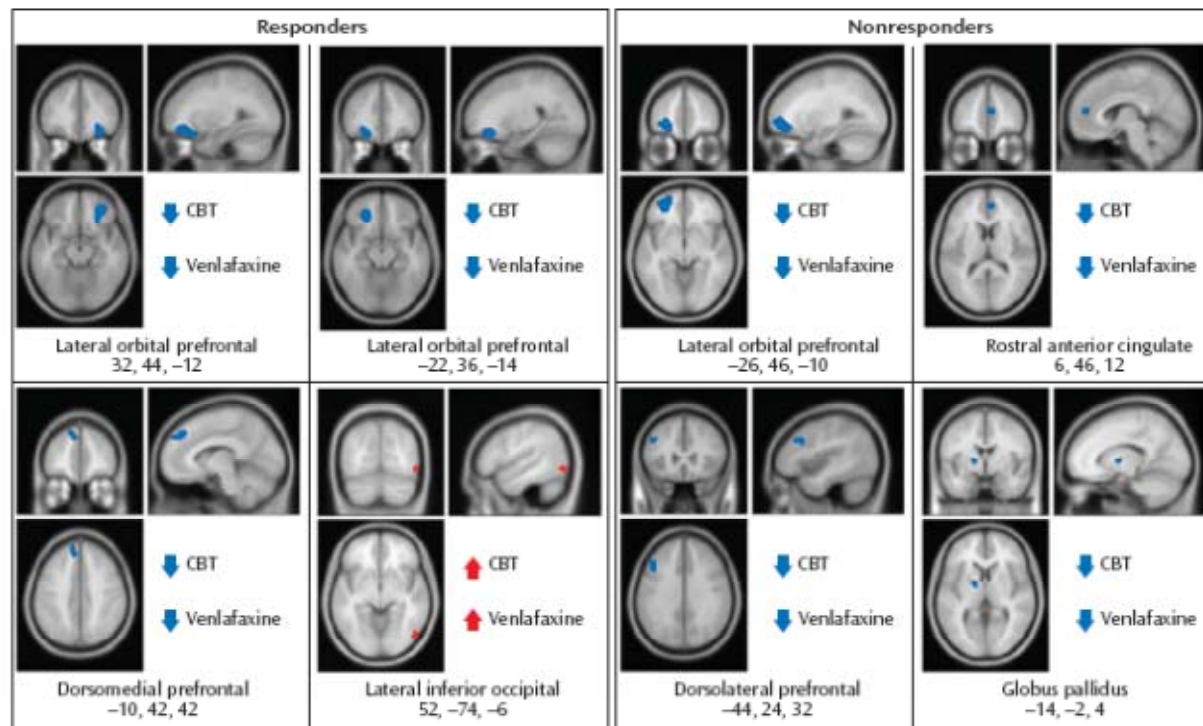 Responders
Nonresponders
CBT
Venlafaxine
Lateral orbital prefrontal
32, 44, –12
CBT
Venlafaxine
Lateral orbital prefrontal
–22, 36, –14
CBT
Venlafaxine
Lateral orbital prefrontal
–26, 46, –10
CBT
Venlafaxine
Rostral anterior cingulate
6, 46, 12
CBT
Venlafaxine
Dorsomedial prefrontal
–10, 42, 42
CBT
Venlafaxine
Lateral inferior occipital
52, –74, –6
CBT
Venlafaxine
Dorsolateral prefrontal
–44, 24, 32
CBT
Venlafaxine
Globus pallidus
–14, –2, 4